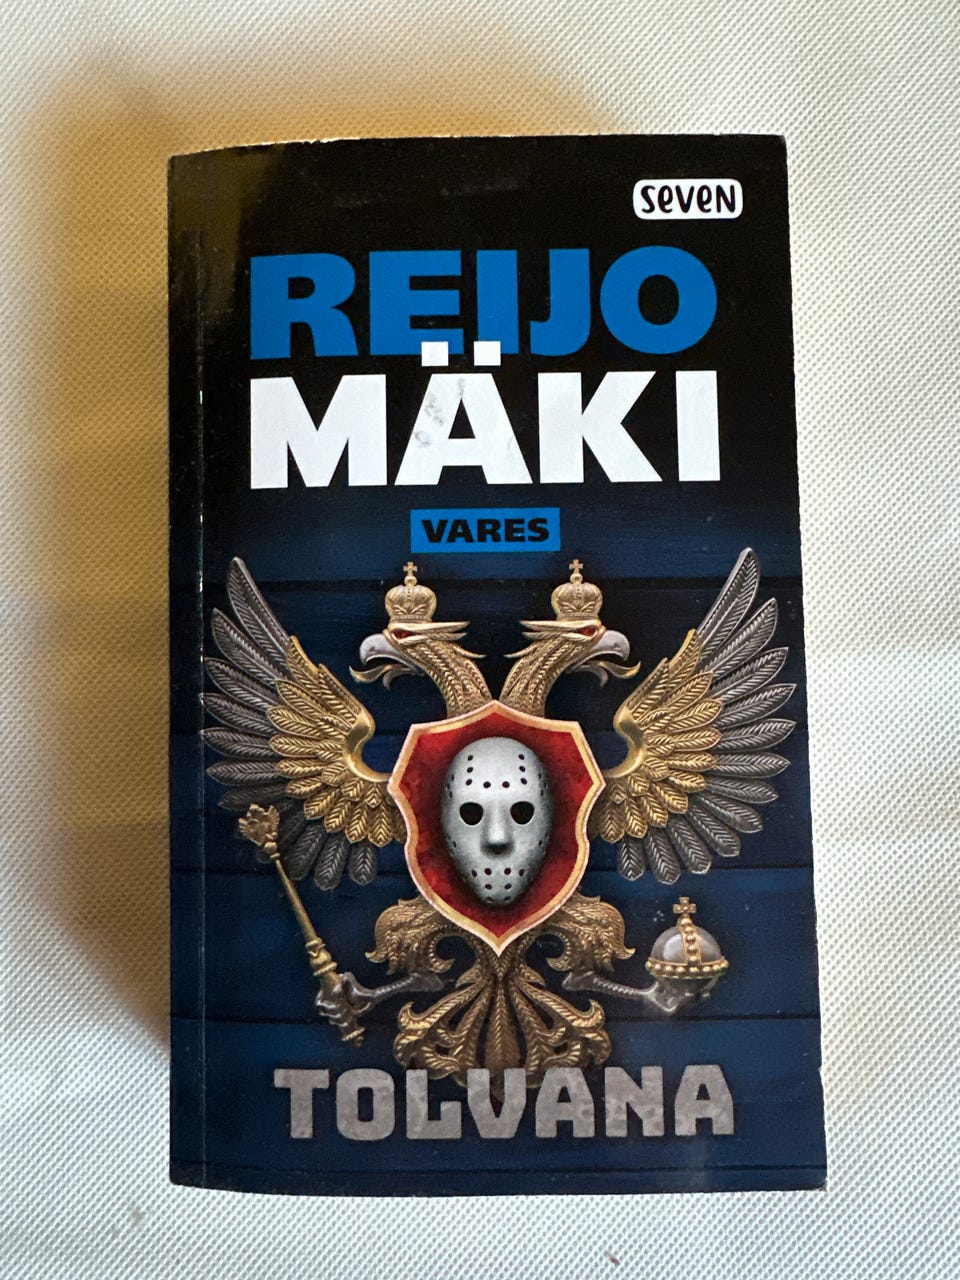 seven
REIJO
MÄKI
VARES
TOLVANA